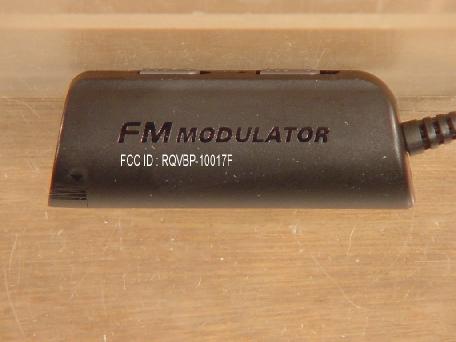 FM MODULATOR
FCC ID : RQVBP-10017F